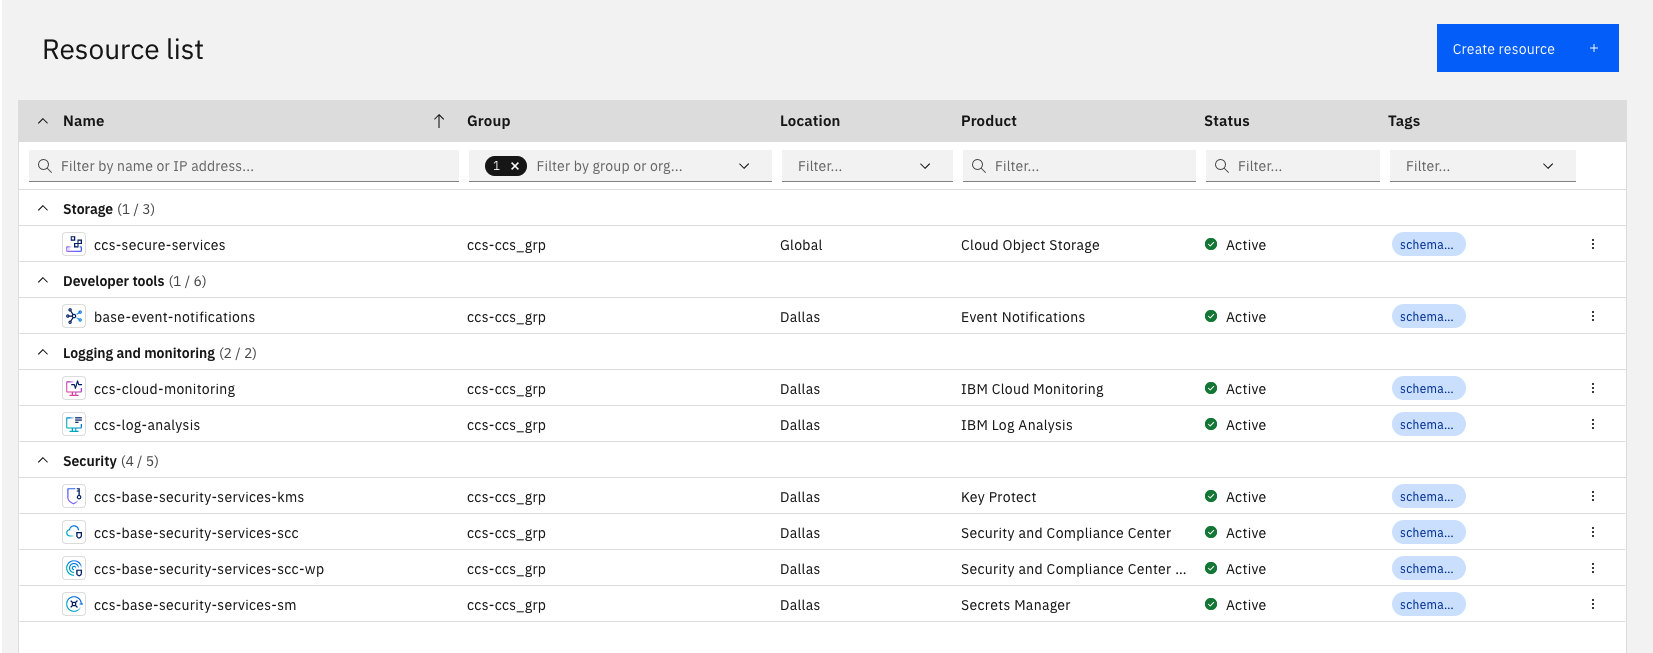 Resource list
Create resource +
Name Group Location Product Status Tags
Filter by name or IP address... 1 × Filter by group or org... Filter... Filter... Filter... Filter...
Storage (1 / 3)
ccs-secure-services ccs-ccs_grp Global Cloud Object Storage Active schema...
Developer tools (1 / 6)
base-event-notifications ccs-ccs_grp Dallas Event Notifications Active schema...
Logging and monitoring (2 / 2)
ccs-cloud-monitoring ccs-ccs_grp Dallas IBM Cloud Monitoring Active schema...
ccs-log-analysis ccs-ccs_grp Dallas IBM Log Analysis Active schema...
Security (4 / 5)
ccs-base-security-services-kms ccs-ccs_grp Dallas Key Protect Active schema...
ccs-base-security-services-scc ccs-ccs_grp Dallas Security and Compliance Center Active schema...
ccs-base-security-services-scc-wp ccs-ccs_grp Dallas Security and Compliance Center ... Active schema...
ccs-base-security-services-sm ccs-ccs_grp Dallas Secrets Manager Active schema...